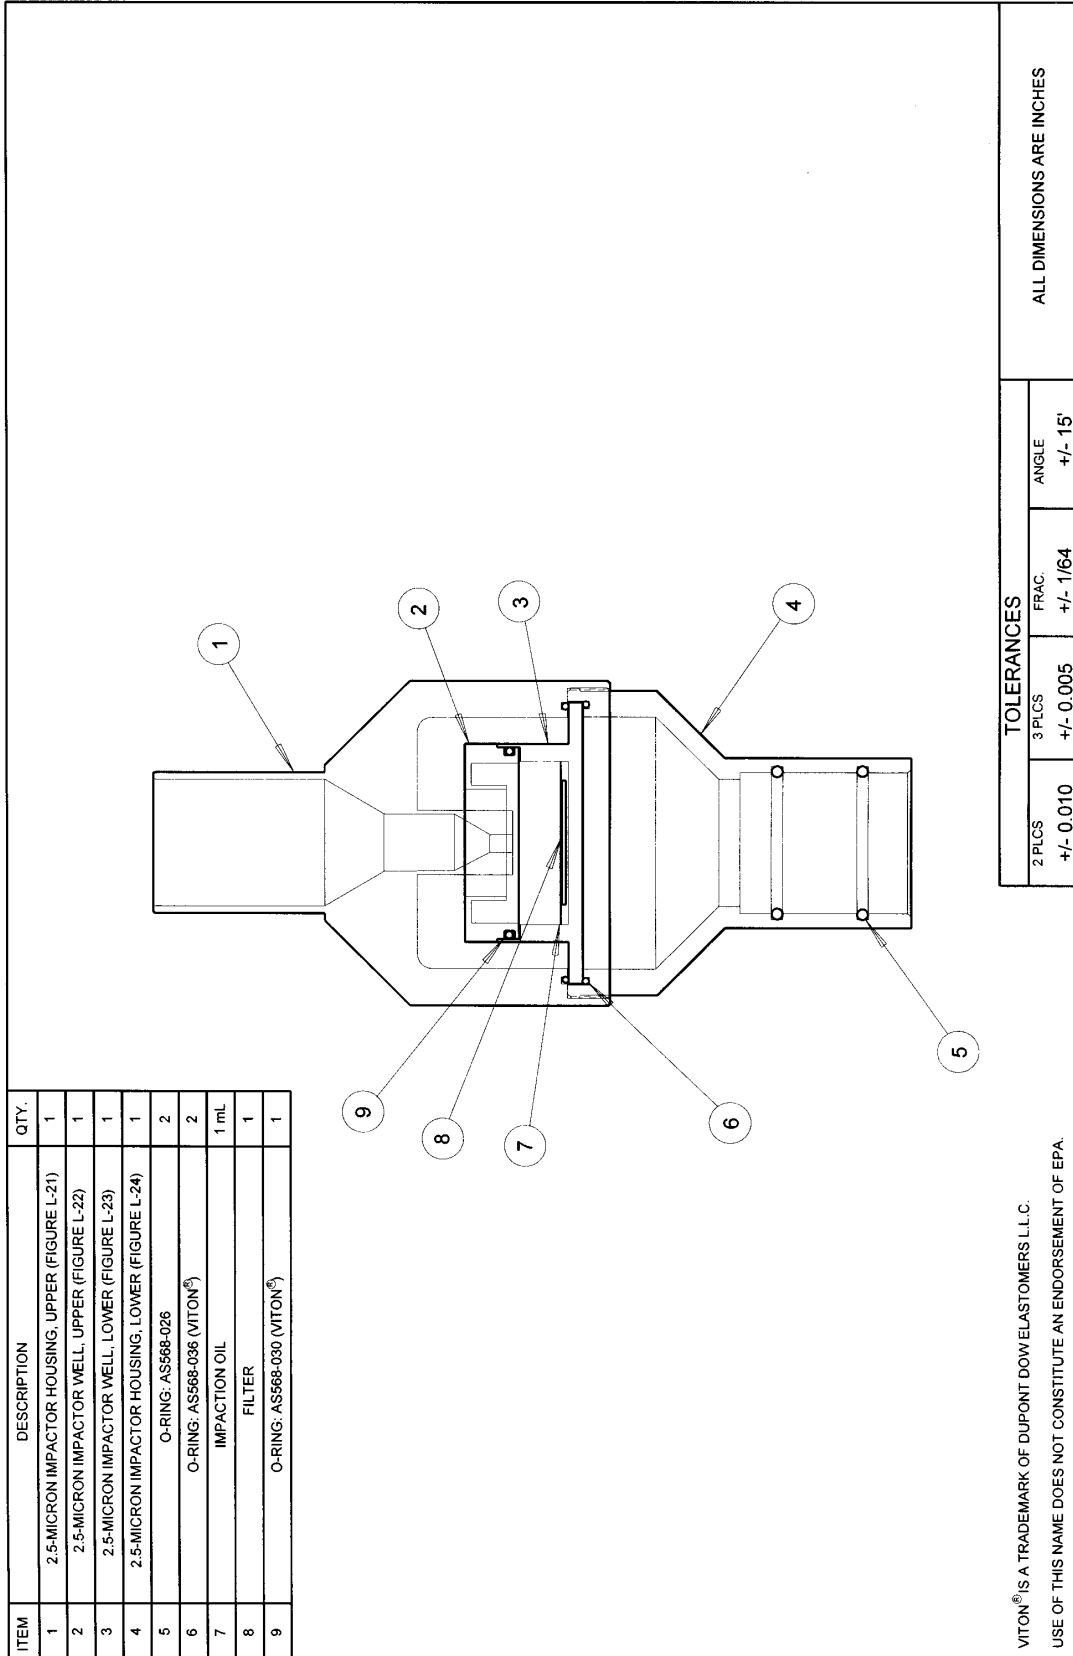 ITEM DESCRIPTION QTY.
1 2.5-MICRON IMPACTOR HOUSING, UPPER (FIGURE L-21) 1
2 2.5-MICRON IMPACTOR WELL, UPPER (FIGURE L-22) 1
3 2.5-MICRON IMPACTOR WELL, LOWER (FIGURE L-23) 1
4 2.5-MICRON IMPACTOR HOUSING, LOWER (FIGURE L-24) 1
5 O-RING: AS568-026 2
6 O-RING: AS568-036 (VITON®) 2
7 IMPACTION OIL 1 mL
8 FILTER 1
9 O-RING: AS568-030 (VITON®) 1
1
2
3
4
5
6
7
8
9
VITON® IS A TRADEMARK OF DUPONT DOW ELASTOMERS L.L.C.
USE OF THIS NAME DOES NOT CONSTITUTE AN ENDORSEMENT OF EPA.
TOLERANCES
2 PLCS 3 PLCS FRAC. ANGLE
+/- 0.010 +/- 0.005 +/- 1/64 +/- 15'
ALL DIMENSIONS ARE INCHES